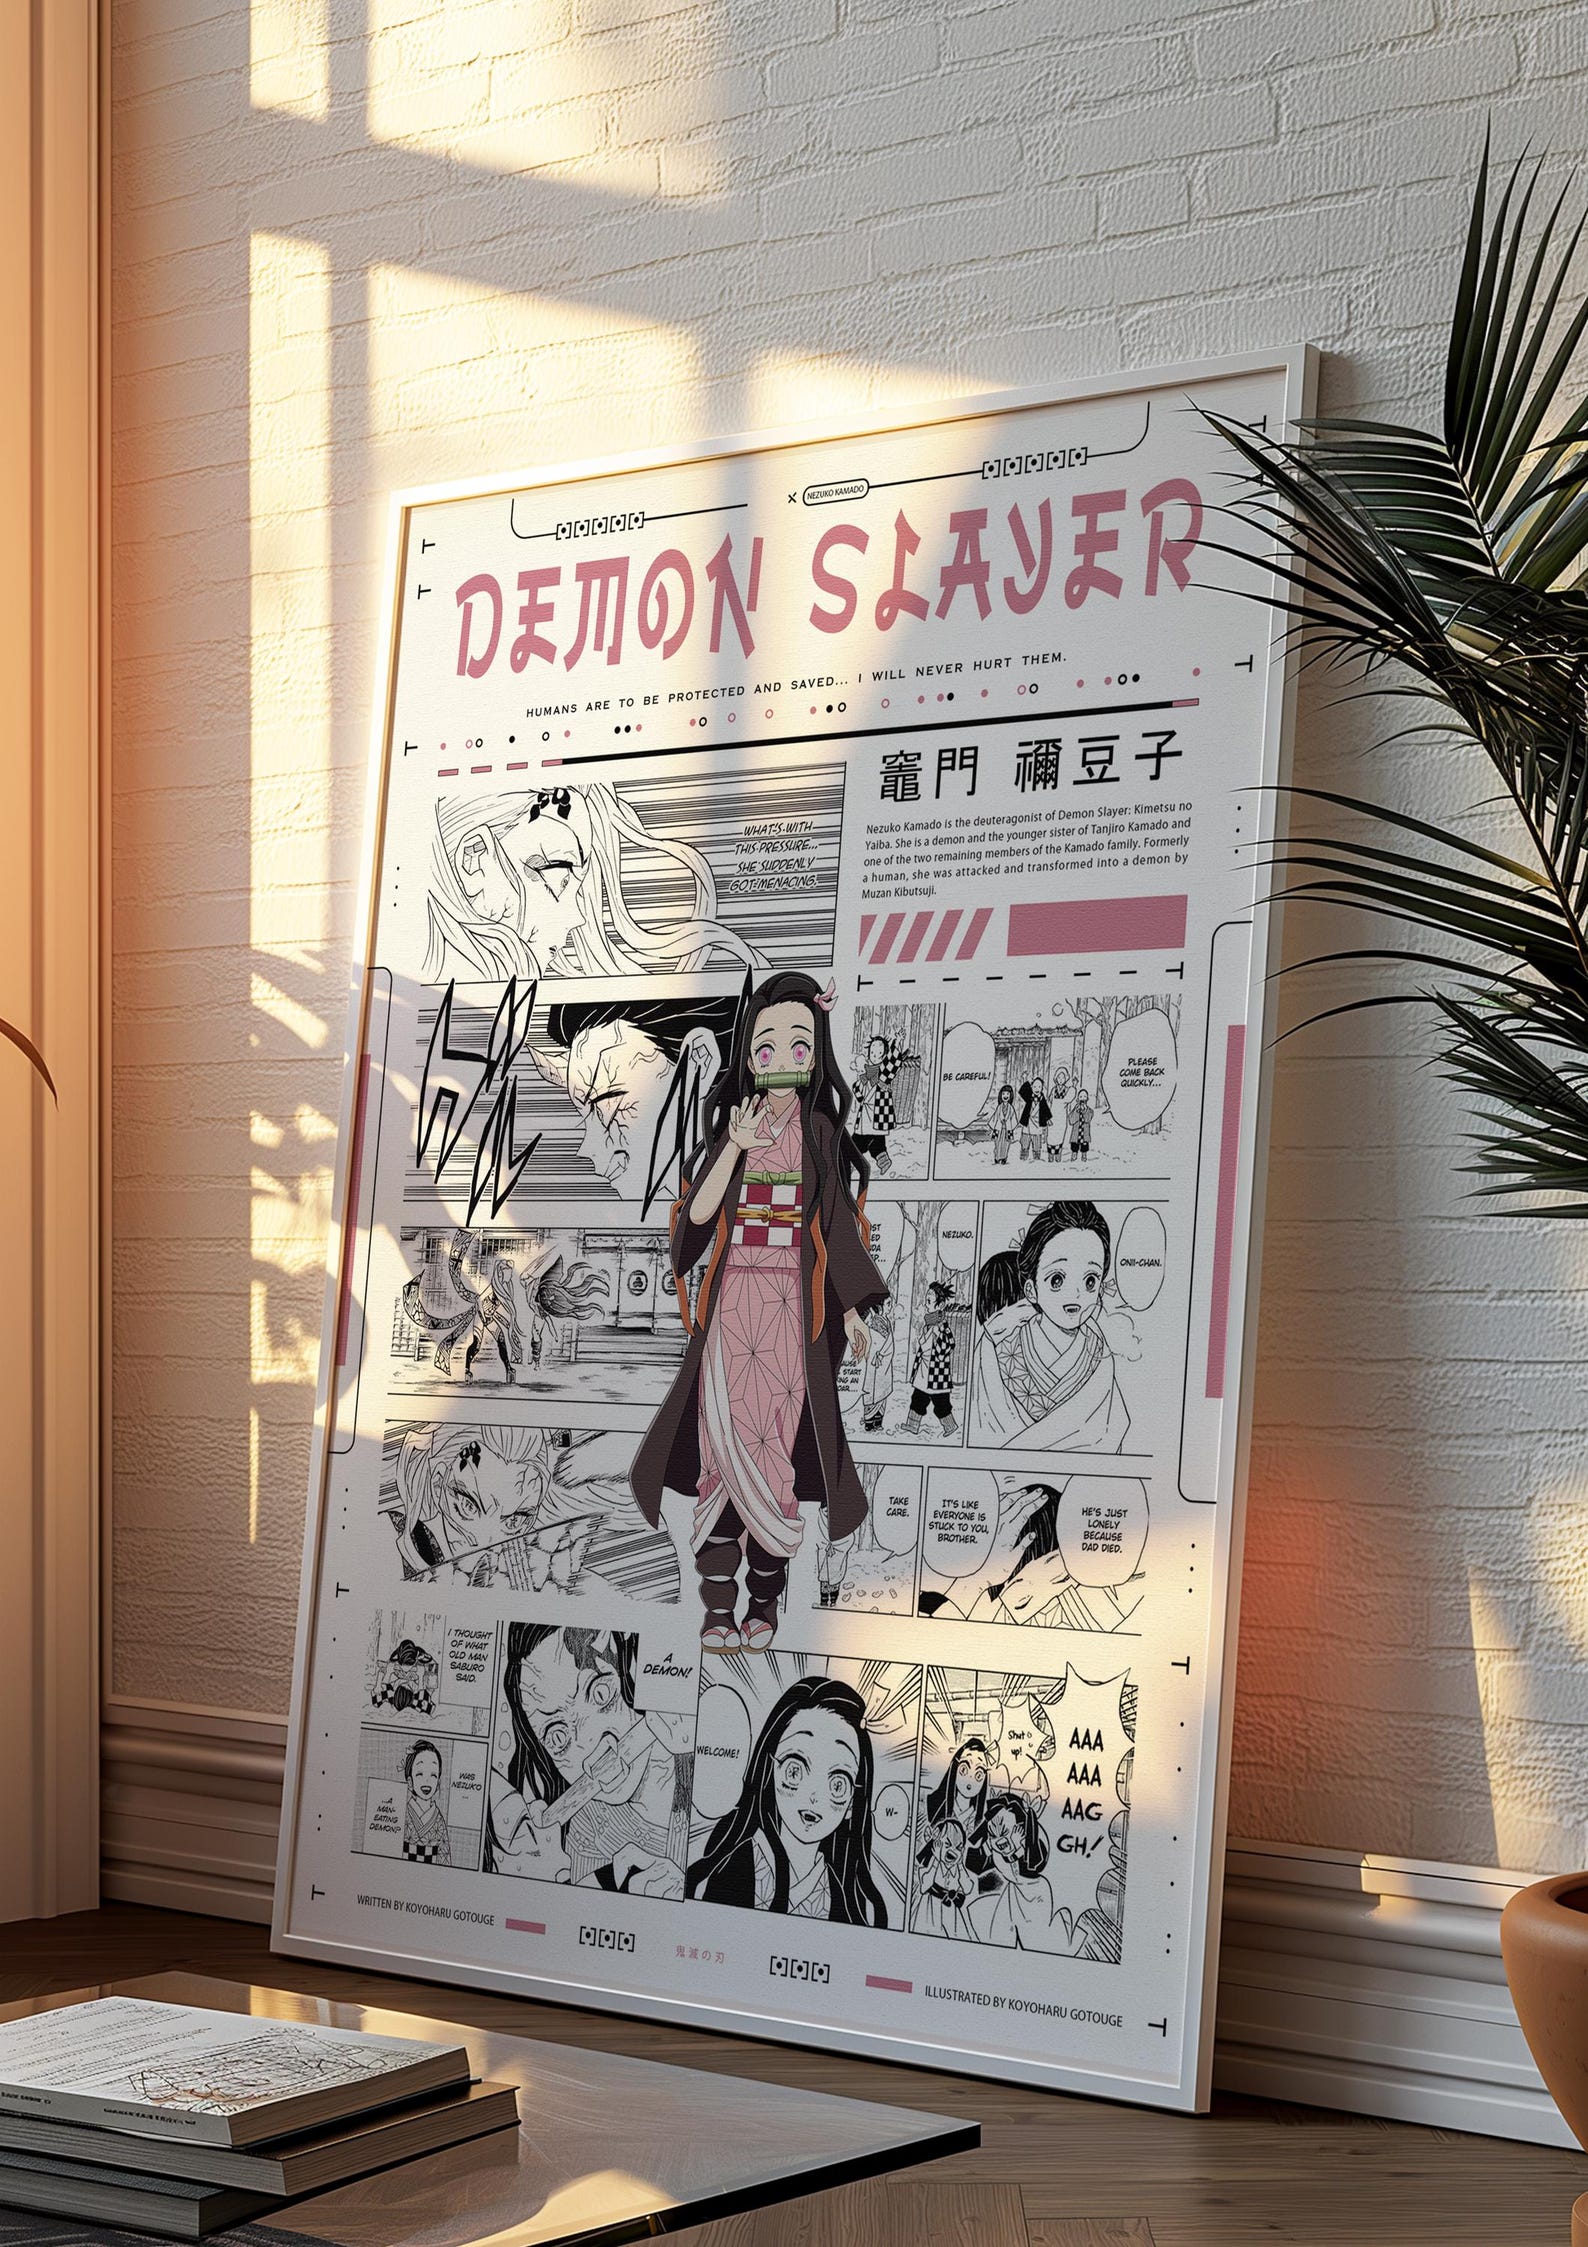 NEZUKO KAMADO
DEMON SLAYER
HUMANS ARE TO BE PROTECTED AND SAVED... I WILL NEVER HURT THEM.
竈門 禰豆子
Nezuko Kamado is the deuteragonist of Demon Slayer: Kimetsu no
Yaiba. She is a demon and the younger sister of Tanjiro Kamado and
one of the two remaining members of the Kamado family. Formerly
a human, she was attacked and transformed into a demon by
Muzan Kibutsuji.
WHAT'S WITH
THIS PRESSURE...
SHE SUDDENLY
GOT MENACING.
BE CAREFUL!
PLEASE
COME BACK
QUICKLY...
NEZUKO.
ONII-CHAN.
TAKE
CARE.
IT'S LIKE
EVERYONE IS
STUCK TO YOU,
BROTHER.
HE'S JUST
LONELY
BECAUSE
DAD DIED.
I THOUGHT
OF WHAT
OLD MAN
SABURO
SAID.
WAS
NEZUKO
...
...A
MAN-
EATING
DEMON?
A
DEMON!
WELCOME!
W-
Shut
up!
AAA
AAA
AAG
GH!
WRITTEN BY KOYOHARU GOTOUGE
鬼滅の刃
ILLUSTRATED BY KOYOHARU GOTOUGE